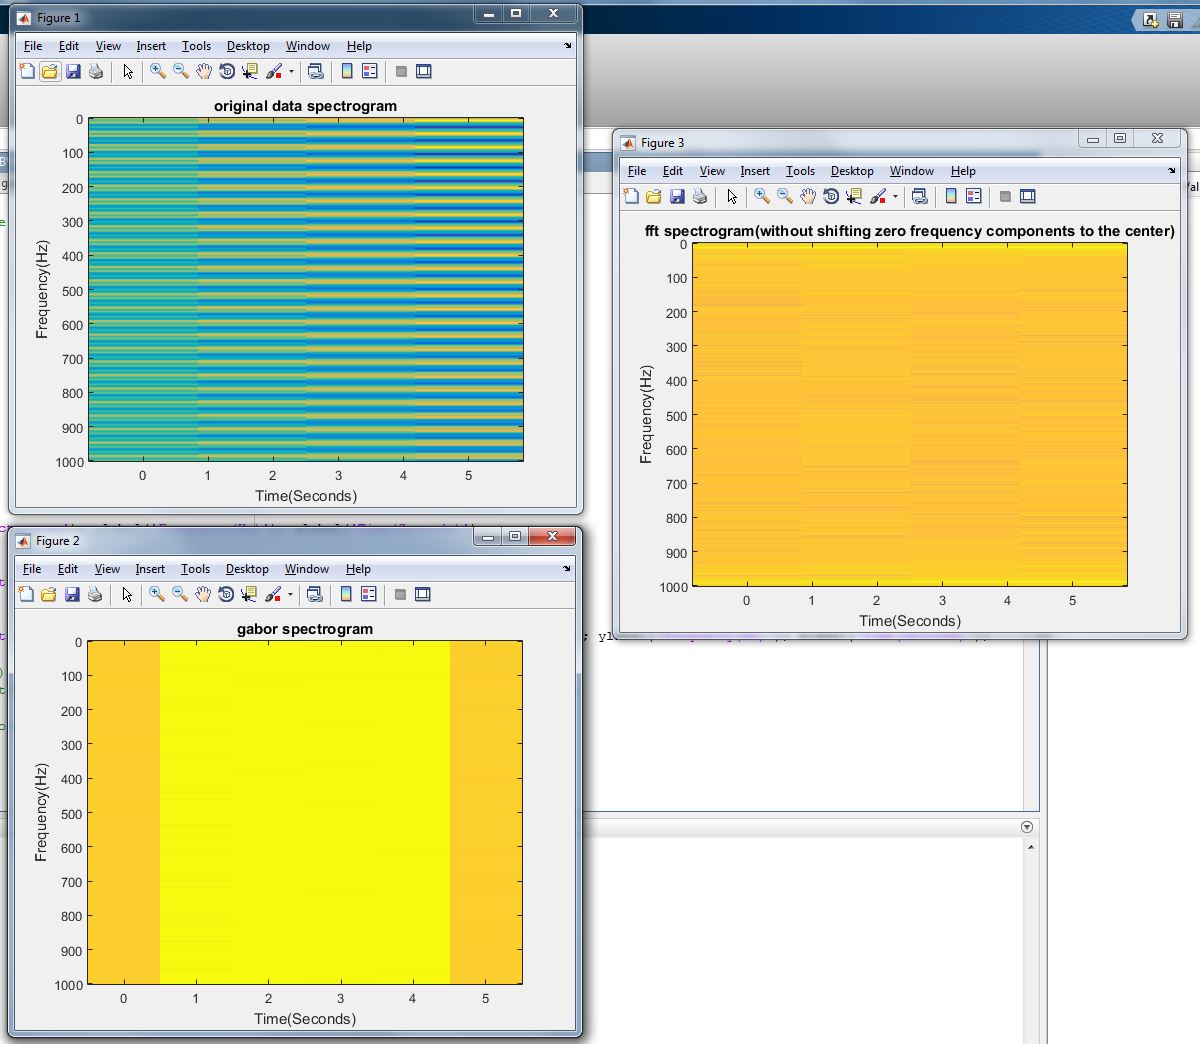 Figure 1
File Edit View Insert Tools Desktop Window Help
original data spectrogram
0
100
200
300
400
500
600
700
800
900
1000
Frequency(Hz)
0 1 2 3 4 5
Time(Seconds)
Figure 3
File Edit View Insert Tools Desktop Window Help
fft spectrogram(without shifting zero frequency components to the center)
0
100
200
300
400
500
600
700
800
900
1000
Frequency(Hz)
0 1 2 3 4 5
Time(Seconds)
Figure 2
File Edit View Insert Tools Desktop Window Help
gabor spectrogram
0
100
200
300
400
500
600
700
800
900
1000
Frequency(Hz)
0 1 2 3 4 5
Time(Seconds)